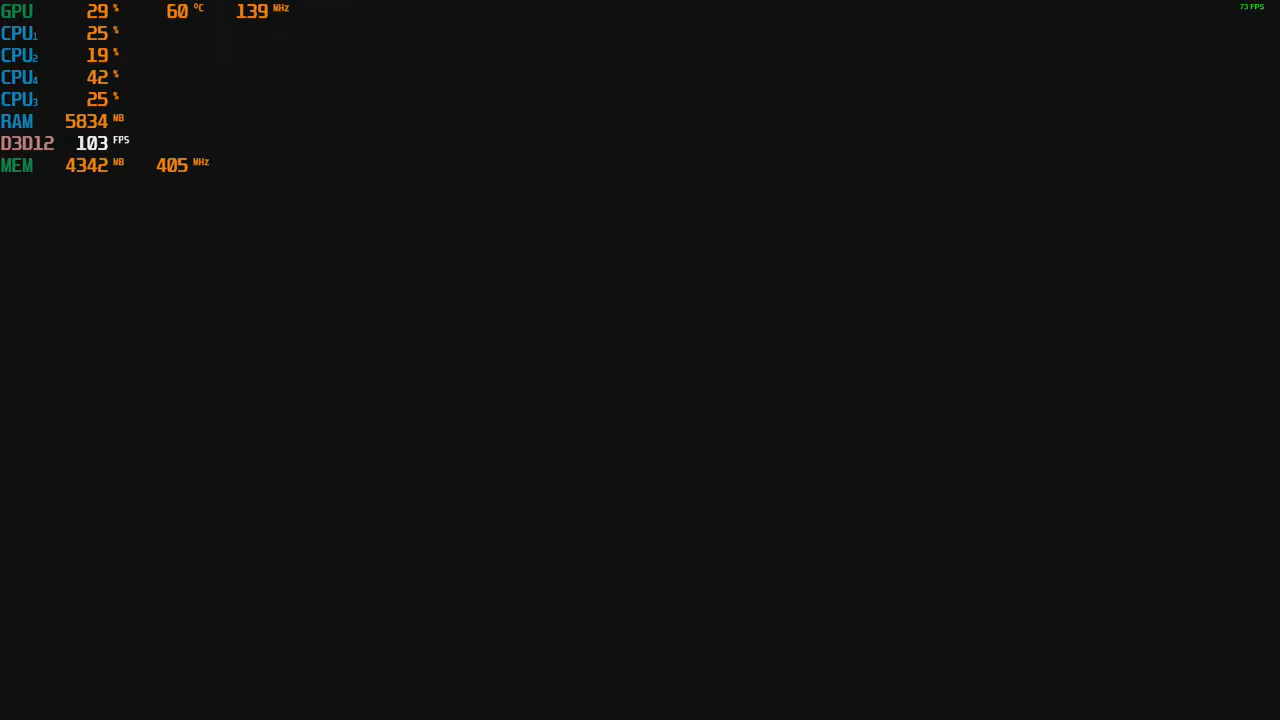 GPU 29 % 60 °C 139 MHz 73 FPS
CPU1 25 %
CPU2 19 %
CPU4 42 %
CPU3 25 %
RAM 5834 MB
D3D12 103 FPS
MEM 4342 MB 405 MHz